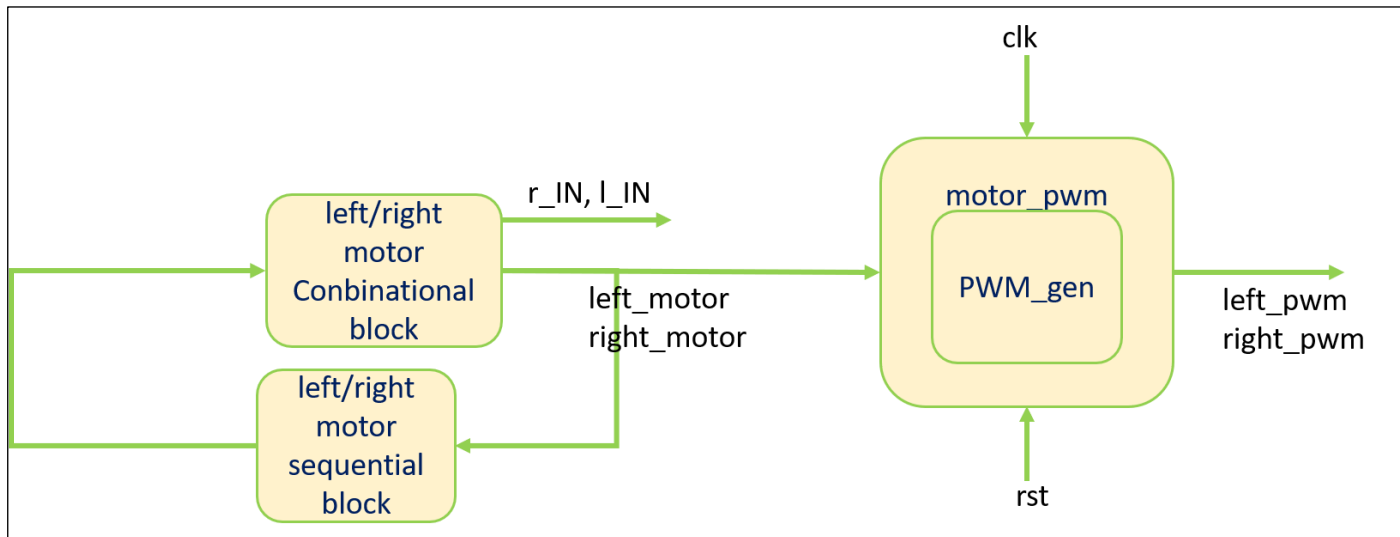 clk
r_IN, l_IN
left/right
motor
Conbinational
block
motor_pwm
PWM_gen
left_motor
right_motor
left_pwm
right_pwm
left/right
motor
sequential
block
rst